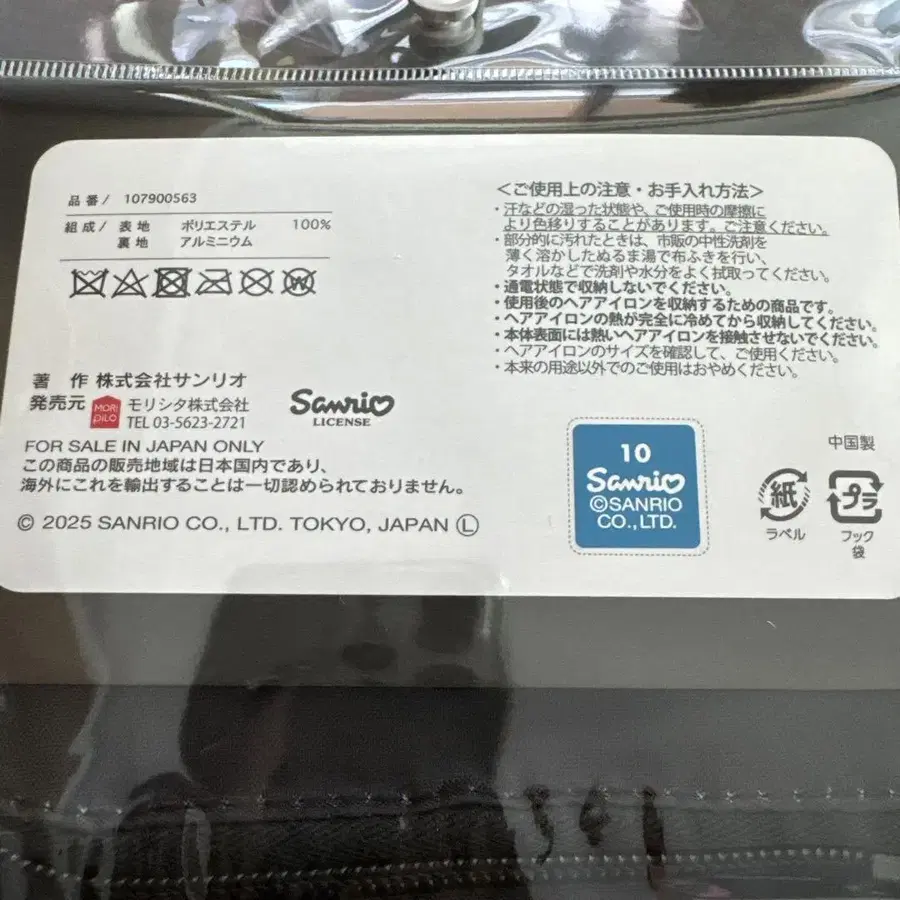 品番/ 107900563
組成/ 表地 ポリエステル 100%
裏地 アルミニウム
<ご使用上の注意・お手入れ方法>
・汗などの湿った状態や、ご使用時の摩擦に
より色移りすることがあります。ご注意ください。
・部分的に汚れたときは、市販の中性洗剤を
薄く溶かしたぬるま湯で布ふきを行い、
タオルなどで洗剤や水分をよく拭取ってください。
・通電状態で収納しないでください。
・使用後のヘアアイロンを収納するための商品です。
・ヘアアイロンの熱が完全に冷めてから収納してください。
・本体表面には熱いヘアアイロンを接触させないでください。
・ヘアアイロンのサイズを確認して、ご使用ください。
・本来の用途以外でのご使用はおやめください。
著 作 株式会社サンリオ
発売元 MORIPiLO モリシタ株式会社
TEL 03-5623-2721
Sanrio
LICENSE
FOR SALE IN JAPAN ONLY
この商品の販売地域は日本国内であり、
海外にこれを輸出することは一切認められておりません。
© 2025 SANRIO CO., LTD. TOKYO, JAPAN Ⓛ
10
Sanrio
©SANRIO
CO., LTD.
中国製
紙
ラベル
プラ
フック
袋